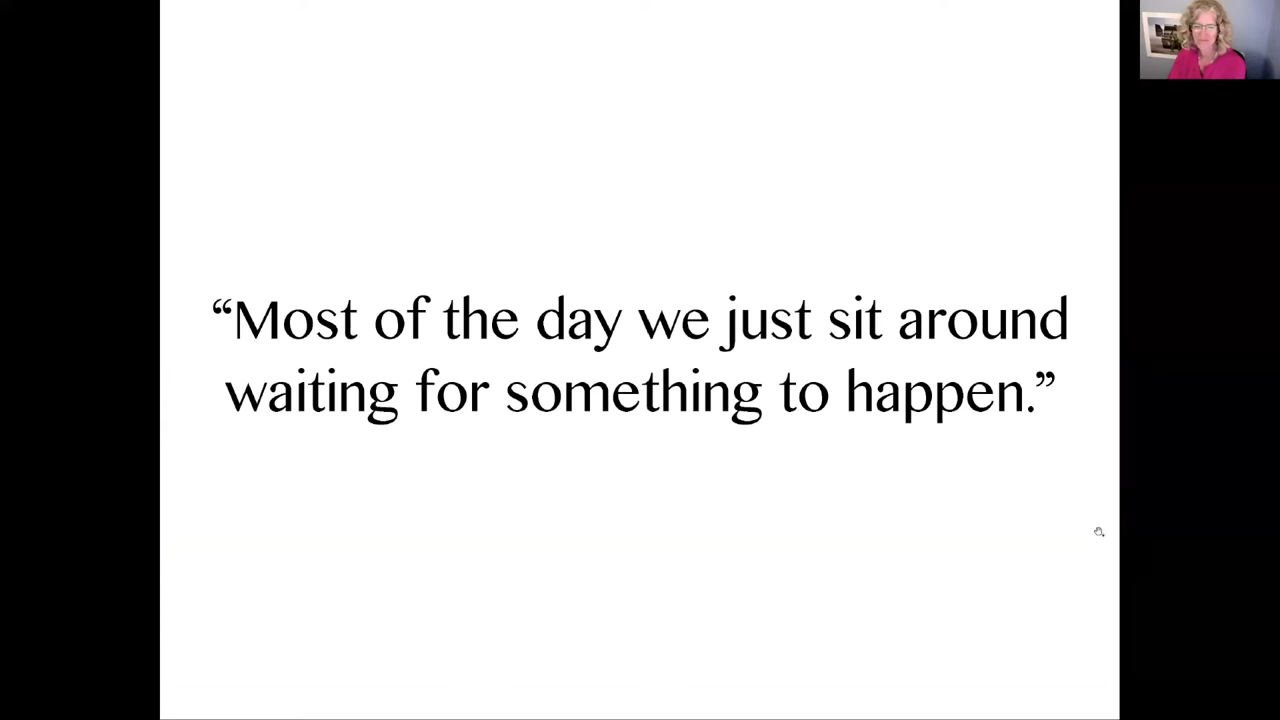 “Most of the day we just sit around
waiting for something to happen.”